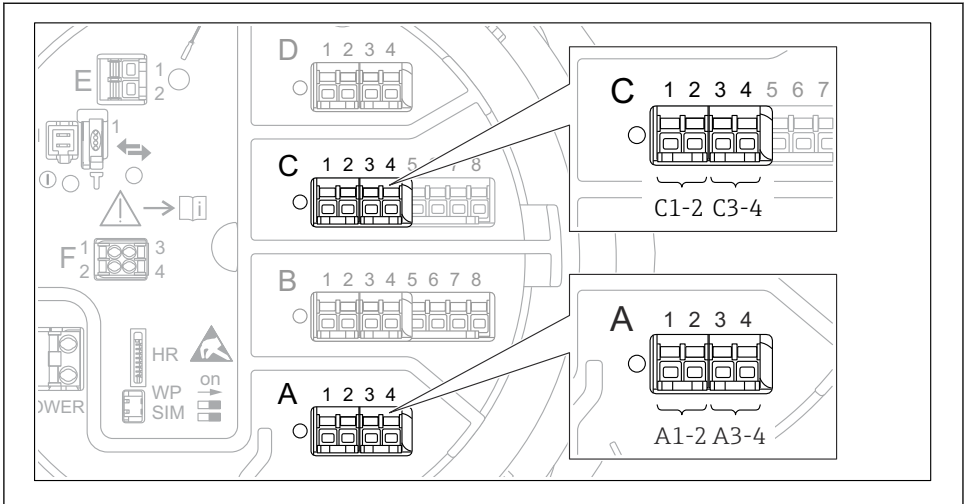 D 1 2 3 4
E 1
2
1
C 1 2 3 4 5 6 7 8
F 1 2 3 4
B 1 2 3 4 5 6 7 8
HR
WP
SIM
on
OWER
A 1 2 3 4
C 1 2 3 4 5 6 7
C1-2 C3-4
A 1 2 3 4
A1-2 A3-4